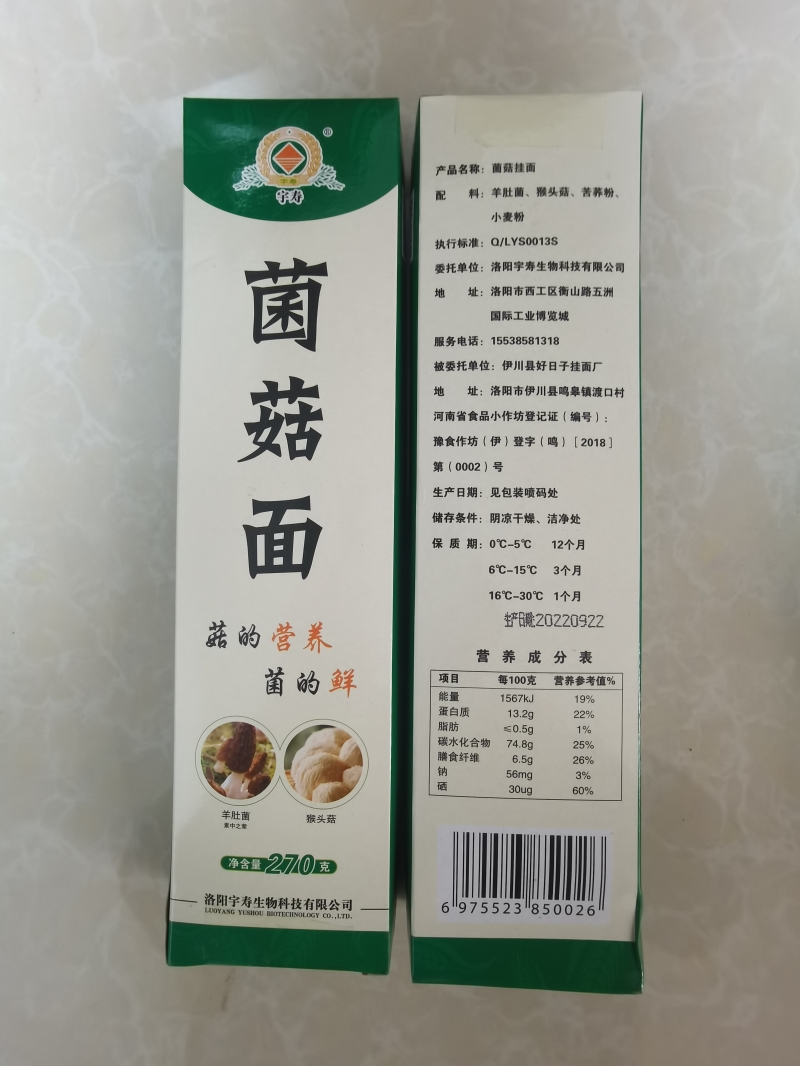 ®
宇寿
宇寿
菌
菇
面
菇的营养
菌的鲜
羊肚菌
猴头菇
净含量270克
洛阳宇寿生物科技有限公司
LUOYANG YUSHOU BIOTECHNOLOGY CO.,LTD.
产品名称：菌菇挂面
配 料：羊肚菌、猴头菇、苦荞粉、
小麦粉
执行标准：Q/LYS0013S
委托单位：洛阳宇寿生物科技有限公司
地 址：洛阳市西工区衡山路五洲
国际工业博览城
服务电话：15538581318
被委托单位：伊川县好日子挂面厂
地 址：洛阳市伊川县鸣皋镇渡口村
河南省食品小作坊登记证（编号）：
豫食作坊（伊）登字（鸣）［2018］
第（0002）号
生产日期：见包装喷码处
储存条件：阴凉干燥、洁净处
保 质 期：0℃-5℃ 12个月
6℃-15℃ 3个月
16℃-30℃ 1个月
生产日期:20220922
营养成分表
项目 每100克 营养参考值%
能量 1567kJ 19%
蛋白质 13.2g 22%
脂肪 ≤0.5g 1%
碳水化合物 74.8g 25%
膳食纤维 6.5g 26%
钠 56mg 3%
硒 30ug 60%
6 975523 850026